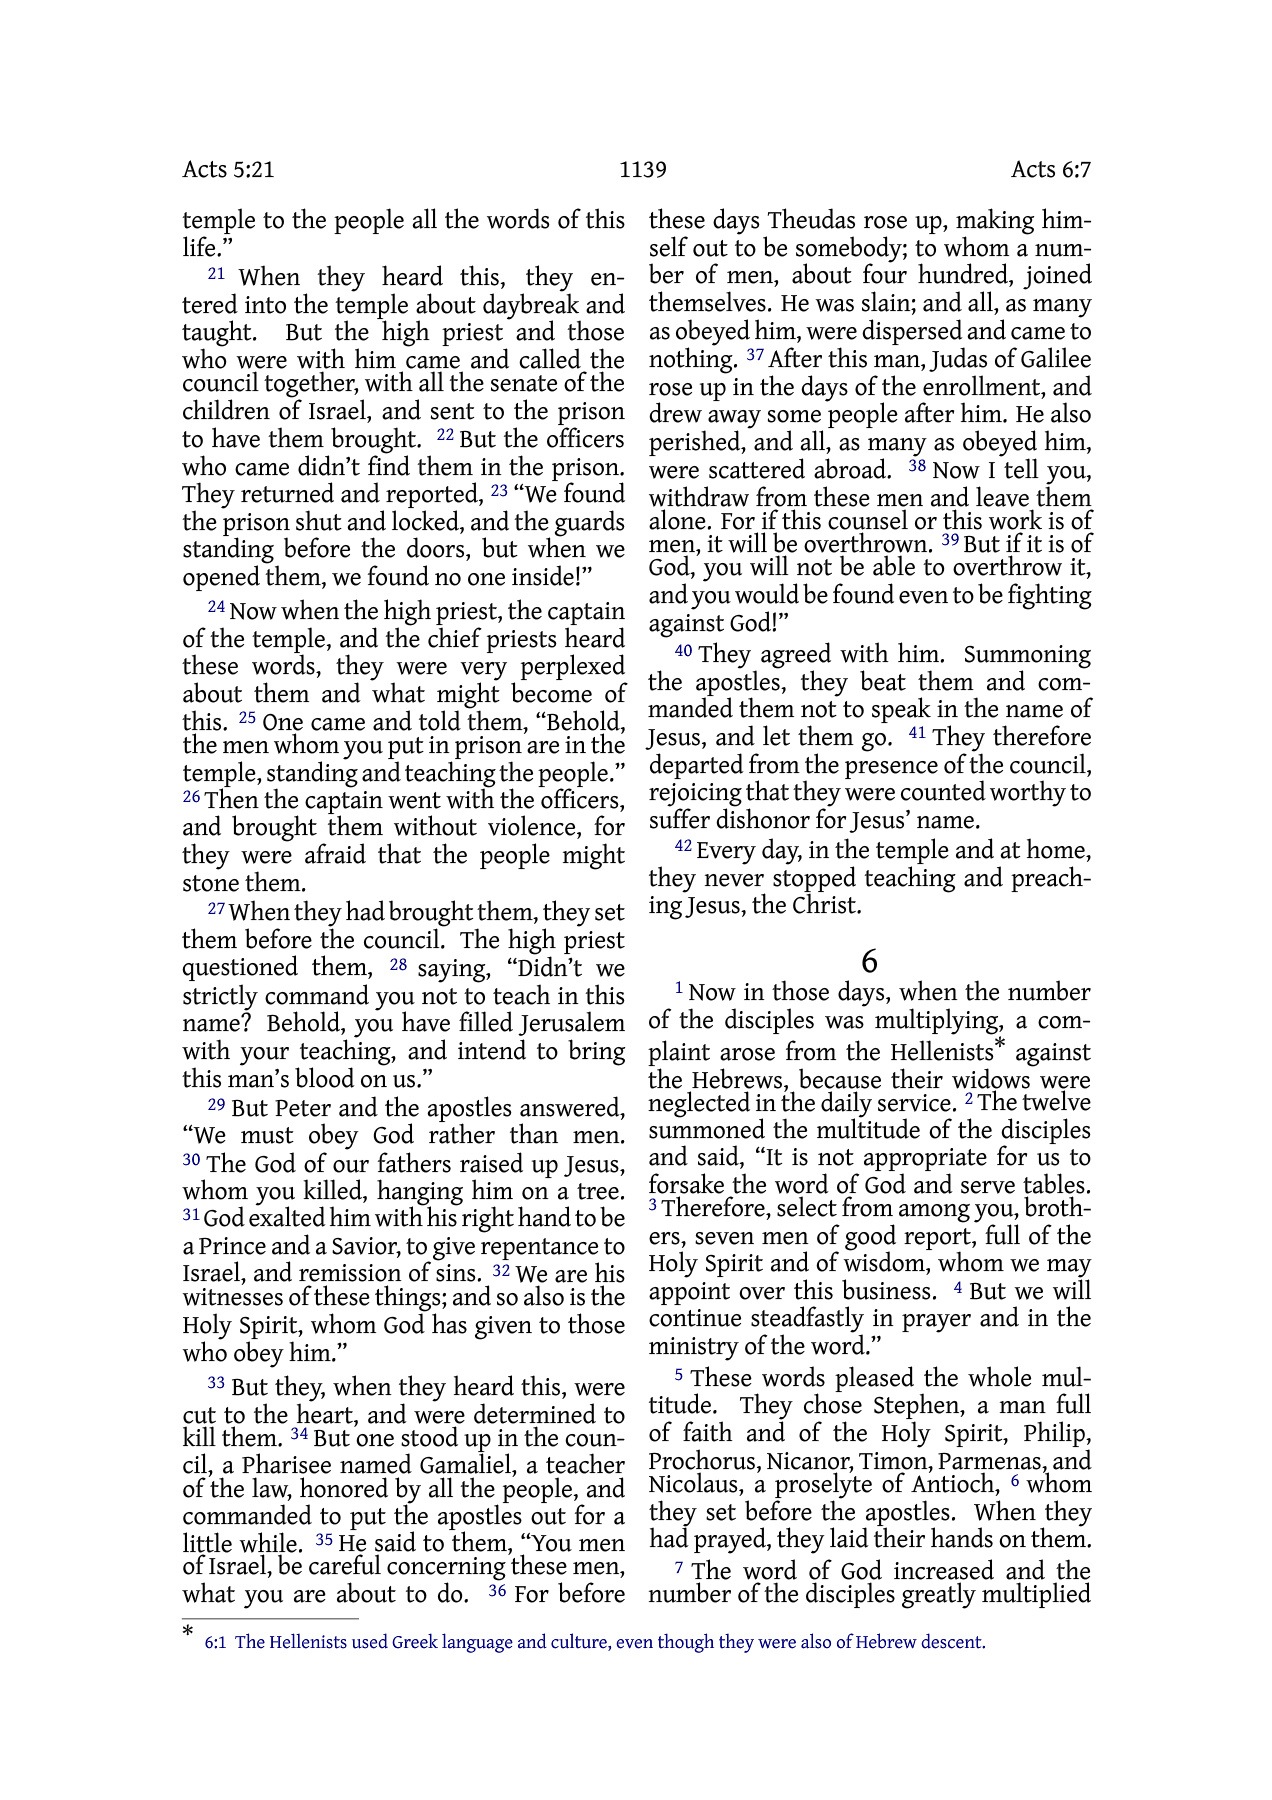 Acts 5:21 1139 Acts 6:7
temple to the people all the words of this
life.”
21 When they heard this, they en-
tered into the temple about daybreak and
taught. But the high priest and those
who were with him came and called the
council together, with all the senate of the
children of Israel, and sent to the prison
to have them brought. 22 But the officers
who came didn’t find them in the prison.
They returned and reported, 23 “We found
the prison shut and locked, and the guards
standing before the doors, but when we
opened them, we found no one inside!”
24 Now when the high priest, the captain
of the temple, and the chief priests heard
these words, they were very perplexed
about them and what might become of
this. 25 One came and told them, “Behold,
the men whom you put in prison are in the
temple, standing and teaching the people.”
26 Then the captain went with the officers,
and brought them without violence, for
they were afraid that the people might
stone them.
27 When they had brought them, they set
them before the council. The high priest
questioned them, 28 saying, “Didn’t we
strictly command you not to teach in this
name? Behold, you have filled Jerusalem
with your teaching, and intend to bring
this man’s blood on us.”
29 But Peter and the apostles answered,
“We must obey God rather than men.
30 The God of our fathers raised up Jesus,
whom you killed, hanging him on a tree.
31 God exalted him with his right hand to be
a Prince and a Savior, to give repentance to
Israel, and remission of sins. 32 We are his
witnesses of these things; and so also is the
Holy Spirit, whom God has given to those
who obey him.”
33 But they, when they heard this, were
cut to the heart, and were determined to
kill them. 34 But one stood up in the coun-
cil, a Pharisee named Gamaliel, a teacher
of the law, honored by all the people, and
commanded to put the apostles out for a
little while. 35 He said to them, “You men
of Israel, be careful concerning these men,
what you are about to do. 36 For before
these days Theudas rose up, making him-
self out to be somebody; to whom a num-
ber of men, about four hundred, joined
themselves. He was slain; and all, as many
as obeyed him, were dispersed and came to
nothing. 37 After this man, Judas of Galilee
rose up in the days of the enrollment, and
drew away some people after him. He also
perished, and all, as many as obeyed him,
were scattered abroad. 38 Now I tell you,
withdraw from these men and leave them
alone. For if this counsel or this work is of
men, it will be overthrown. 39 But if it is of
God, you will not be able to overthrow it,
and you would be found even to be fighting
against God!”
40 They agreed with him. Summoning
the apostles, they beat them and com-
manded them not to speak in the name of
Jesus, and let them go. 41 They therefore
departed from the presence of the council,
rejoicing that they were counted worthy to
suffer dishonor for Jesus’ name.
42 Every day, in the temple and at home,
they never stopped teaching and preach-
ing Jesus, the Christ.
6
1 Now in those days, when the number
of the disciples was multiplying, a com-
plaint arose from the Hellenists* against
the Hebrews, because their widows were
neglected in the daily service. 2 The twelve
summoned the multitude of the disciples
and said, “It is not appropriate for us to
forsake the word of God and serve tables.
3 Therefore, select from among you, broth-
ers, seven men of good report, full of the
Holy Spirit and of wisdom, whom we may
appoint over this business. 4 But we will
continue steadfastly in prayer and in the
ministry of the word.”
5 These words pleased the whole mul-
titude. They chose Stephen, a man full
of faith and of the Holy Spirit, Philip,
Prochorus, Nicanor, Timon, Parmenas, and
Nicolaus, a proselyte of Antioch, 6 whom
they set before the apostles. When they
had prayed, they laid their hands on them.
7 The word of God increased and the
number of the disciples greatly multiplied
* 6:1 The Hellenists used Greek language and culture, even though they were also of Hebrew descent.